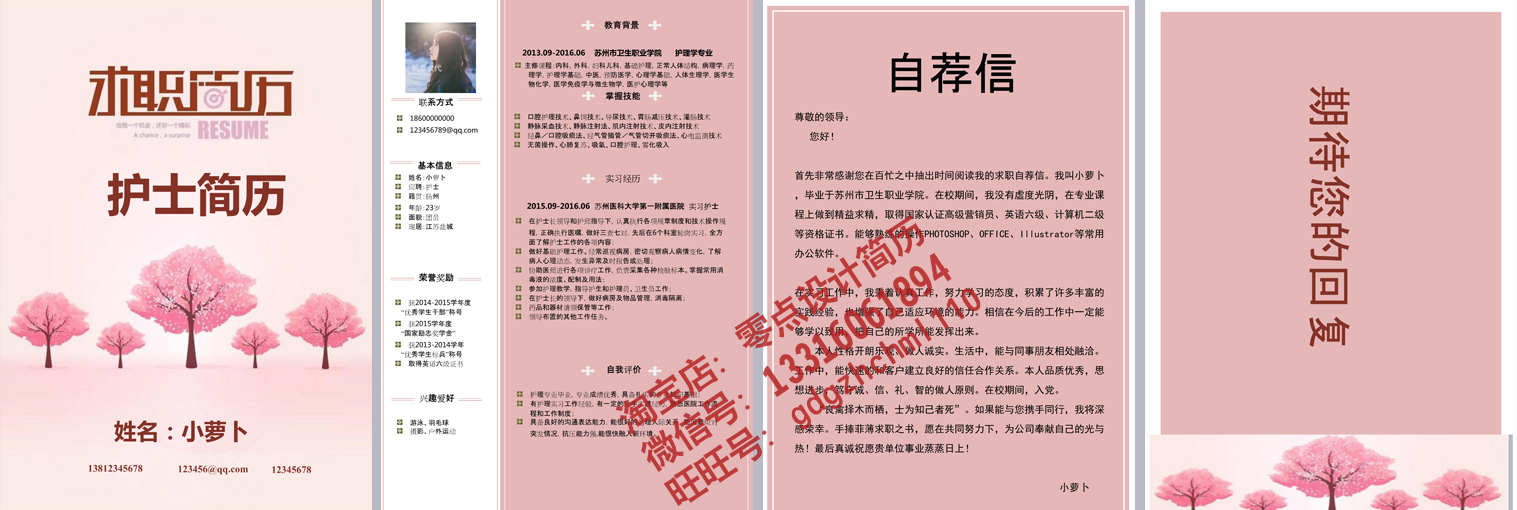 求职简历
给我一个机会，还你一个精彩
A chance, a surprise
RESUME
护士简历
姓名：小萝卜
13812345678
123456@qq.com
12345678
联系方式
18600000000
123456789@qq.com
基本信息
姓名：小萝卜
应聘：护士
籍贯：扬州
年龄：23岁
面貌：团员
现居：江苏盐城
荣誉奖励
获2014-2015学年度
“优秀学生干部”称号
获2015学年度
“国家励志奖学金”
获2013-2014学年
“优秀学生标兵”称号
取得英语六级证书
兴趣爱好
游泳、羽毛球
摄影、户外运动
教育背景
2013.09-2016.06 苏州市卫生职业学院 护理学专业
主修课程：内科，外科，妇科儿科，基础护理，正常人体结构，病理学，药
理学，护理学基础，中医，预防医学，心理学基础，人体生理学，医学生
物化学，医学免疫学与微生物学，医护心理学等
掌握技能
口腔护理技术、鼻饲技术、导尿技术、胃肠减压技术、灌肠技术
静脉采血技术、静脉注射法、肌内注射技术、皮内注射技术
经鼻／口腔吸痰法、经气管插管／气管切开吸痰法、心电监测技术
无菌操作、心肺复苏、吸氧、口腔护理、雾化吸入
实习经历
2015.09-2016.06 苏州医科大学第一附属医院 实习护士
在护士长领导和护师指导下，认真执行各项规章制度和技术操作规
程，正确执行医嘱，做好三查七对，先后在6个科室轮岗实习，全方
面了解护士工作的各项内容；
做好基础护理工作。经常巡视病房，密切观察病人病情变化，了解
病人心理动态，发生异常及时报告或处理；
协助医师进行各项诊疗工作，负责采集各种检验标本。掌握常用消
毒液的浓度、配制及用法；
参加护理教学，指导护生和护理员、卫生员工作；
在护士长的领导下，做好病房及物品管理、消毒隔离；
药品和器材请领保管等工作；
领导布置的其他工作任务。
自我评价
护理专业毕业，专业成绩优秀，具备扎
有护理实习工作经验，有一定的
程和工作制度；
具备良好的沟通表达能力，能很好的
突发情况，抗压能力强，能很快融入新环境。
自荐信
尊敬的领导：
您好！
首先非常感谢您在百忙之中抽出时间阅读我的求职自荐信。我叫小萝卜
，毕业于苏州市卫生职业学院。在校期间，我没有虚度光阴，在专业课
程上做到精益求精，取得国家认证高级营销员、英语六级、计算机二级
等资格证书。能够熟练的操作PHOTOSHOP、OFFICE、Illustrator等常用
办公软件。
在实习工作中，我秉着认真工作，努力学习的态度，积累了许多丰富的
实践经验，也增强了自己适应环境的能力。相信在今后的工作中一定能
够学以致用，把自己的所学所能发挥出来。
本人性格开朗乐观、做人诚实。生活中，能与同事朋友相处融洽。
工作中，能快速的和客户建立良好的信任合作关系。本人品质优秀，思
想进步，笃守诚、信、礼、智的做人原则。在校期间，入党。
“良禽择木而栖，士为知己者死”。如果能与您携手同行，我将深
感荣幸。手捧菲薄求职之书，愿在共同努力下，为公司奉献自己的光与
热！最后真诚祝愿贵单位事业蒸蒸日上！
小萝卜
期待您的回复
淘宝店：零点设计简历
微信号：13316091894
旺旺号：gqgzhchmj110